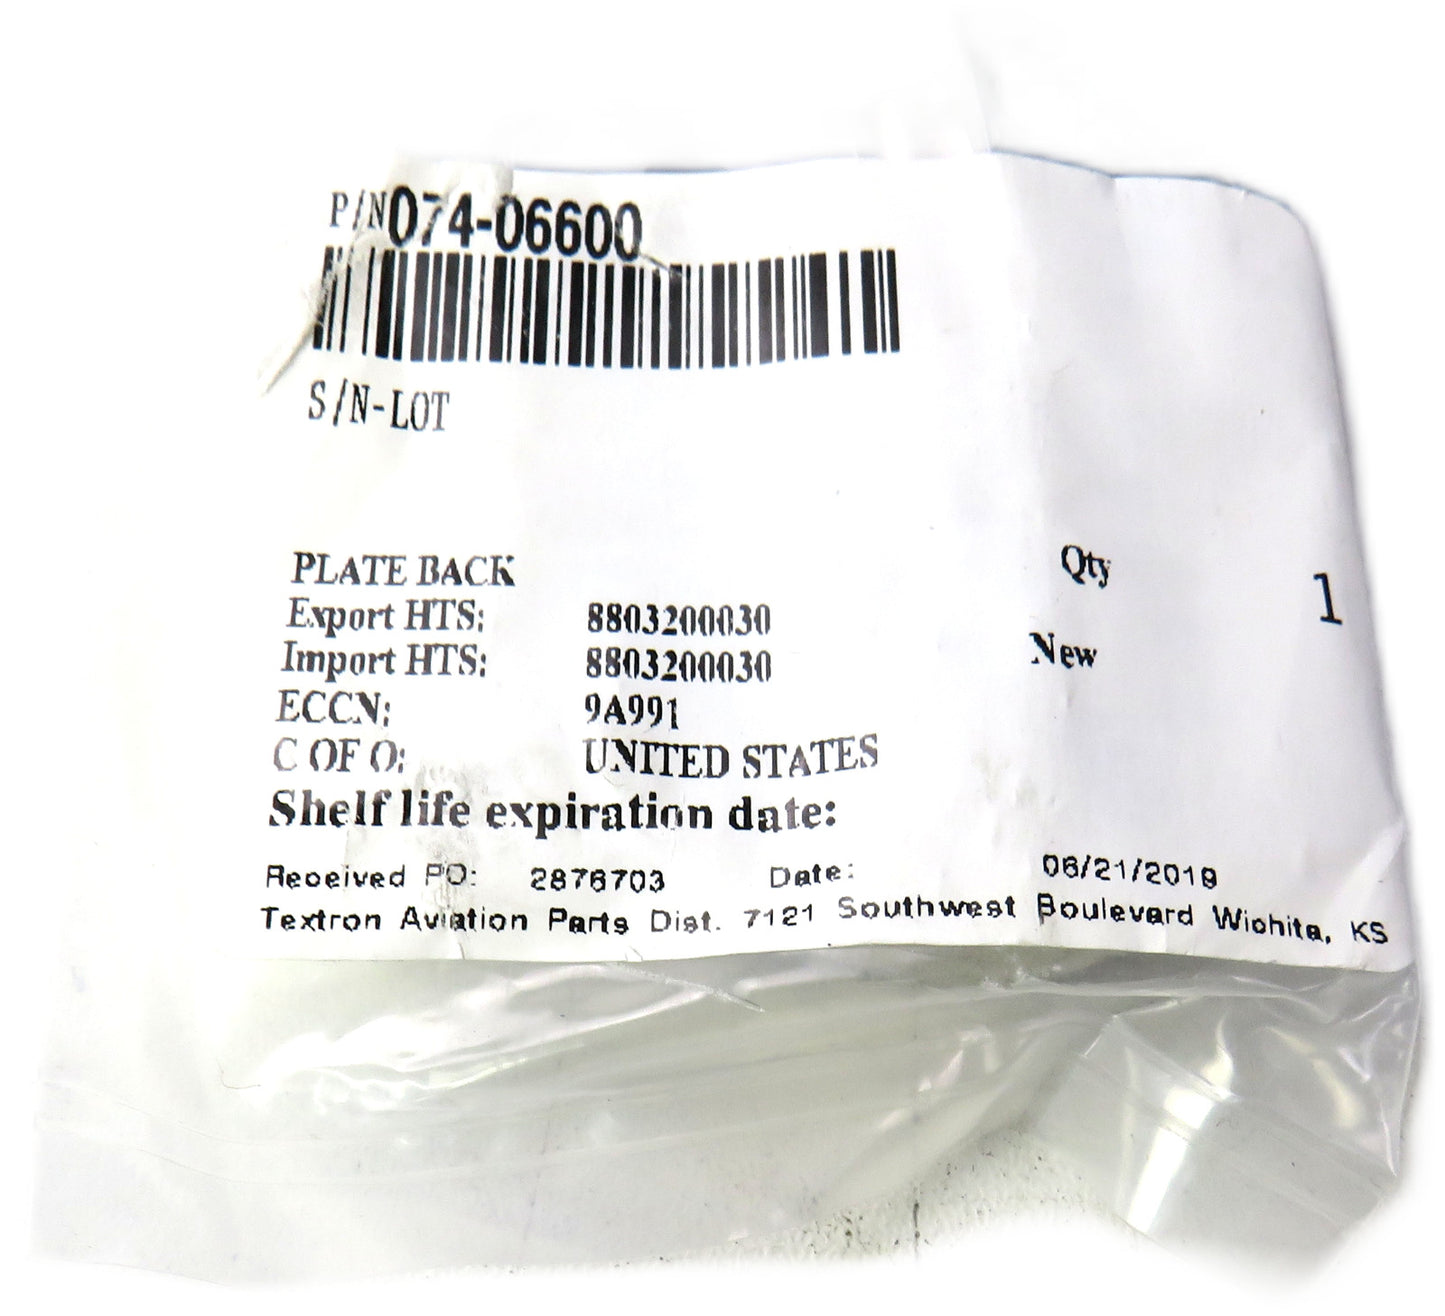 P/N074-06600
S/N-LOT
PLATE BACK
Qty 1
Export HTS: 8803200030
Import HTS: 8803200030
New
ECCN: 9A991
C OF O: UNITED STATES
Shelf life expiration date:
Received PO: 2876703 Date: 06/21/2018
Textron Aviation Parts Dist. 7121 Southwest Boulevard Wichita, KS